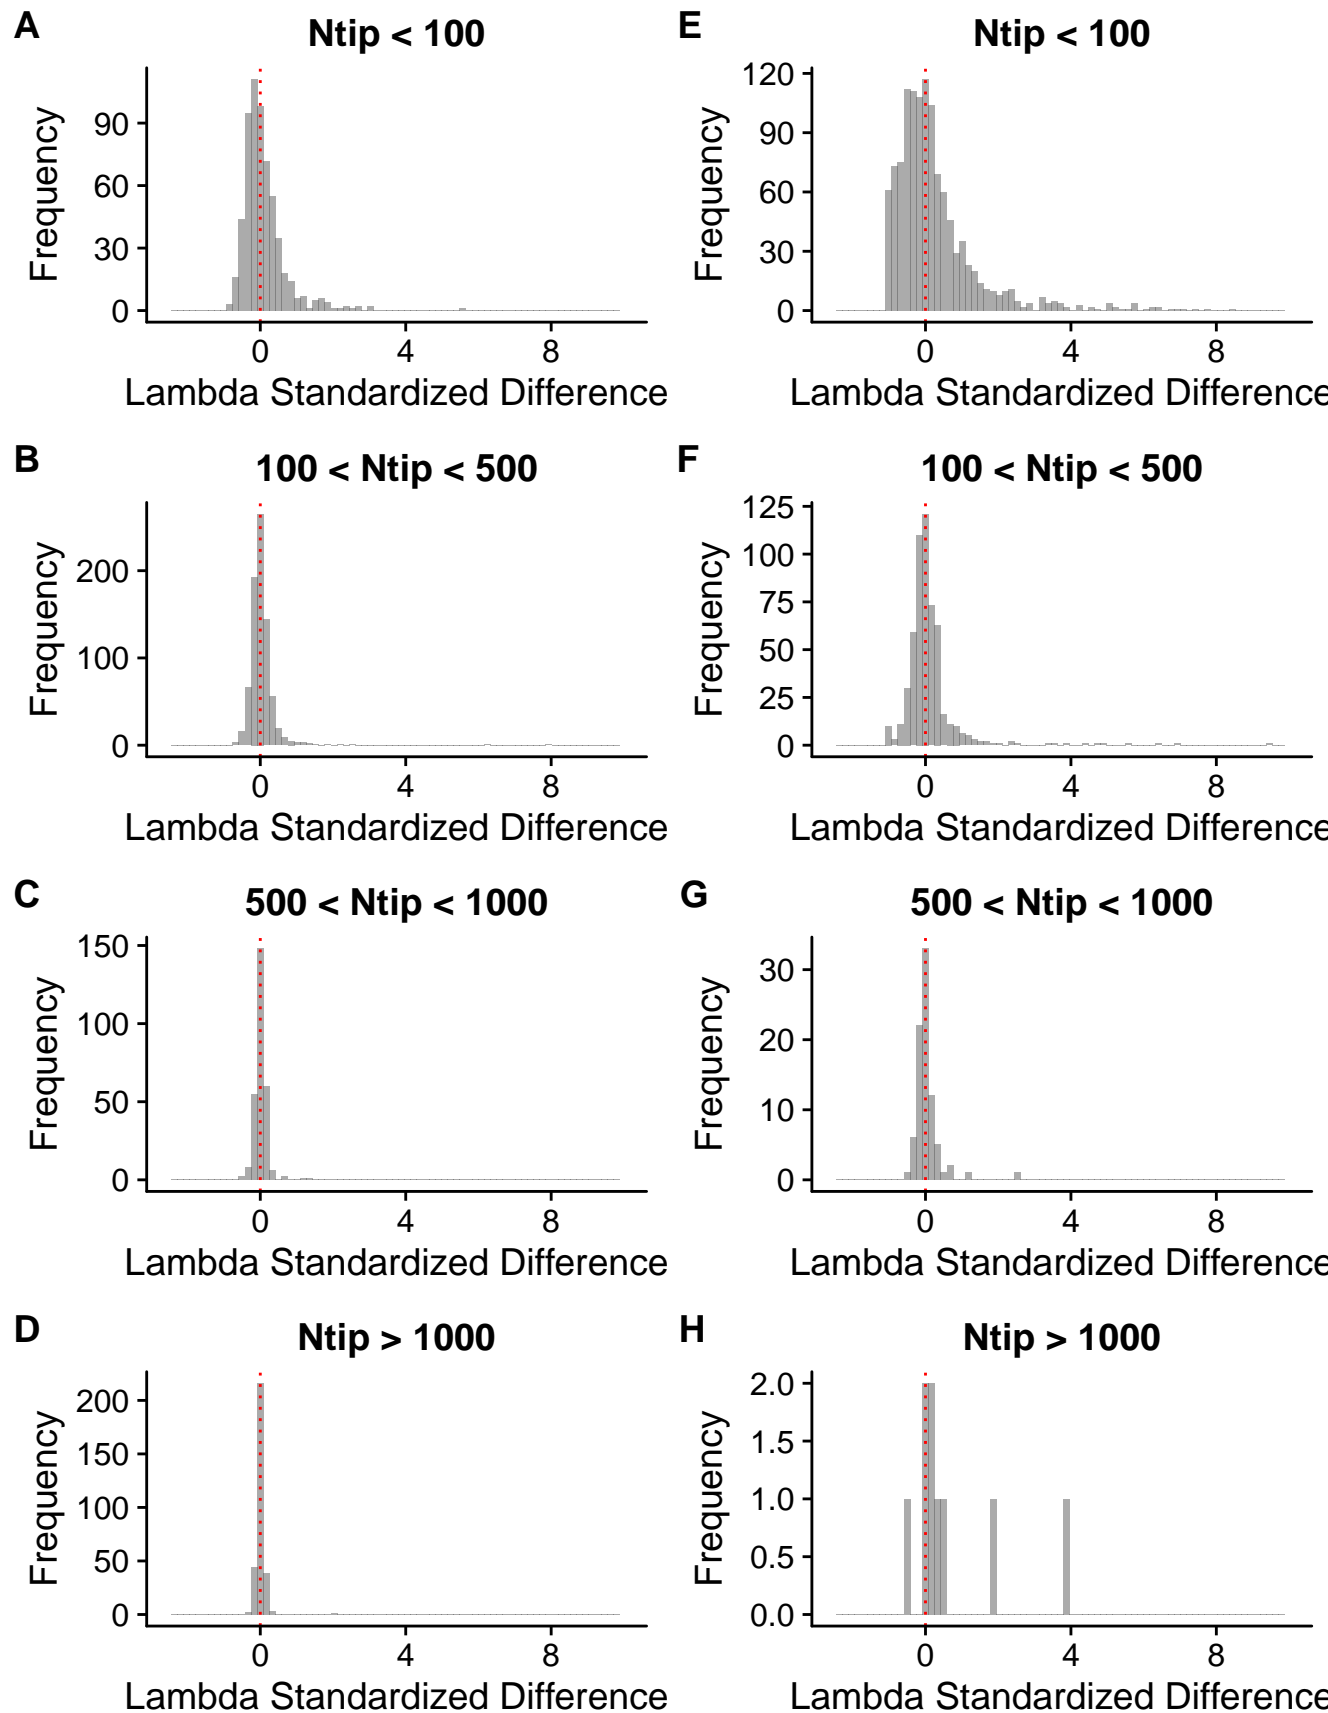 A
Ntip < 100
Frequency
90
60
30
0
0 4 8
Lambda Standardized Difference
E
Ntip < 100
Frequency
120
90
60
30
0
0 4 8
Lambda Standardized Difference
B
100 < Ntip < 500
Frequency
200
100
0
0 4 8
Lambda Standardized Difference
F
100 < Ntip < 500
Frequency
125
100
75
50
25
0
0 4 8
Lambda Standardized Difference
C
500 < Ntip < 1000
Frequency
150
100
50
0
0 4 8
Lambda Standardized Difference
G
500 < Ntip < 1000
Frequency
30
20
10
0
0 4 8
Lambda Standardized Difference
D
Ntip > 1000
Frequency
200
150
100
50
0
0 4 8
Lambda Standardized Difference
H
Ntip > 1000
Frequency
2.0
1.5
1.0
0.5
0.0
0 4 8
Lambda Standardized Difference